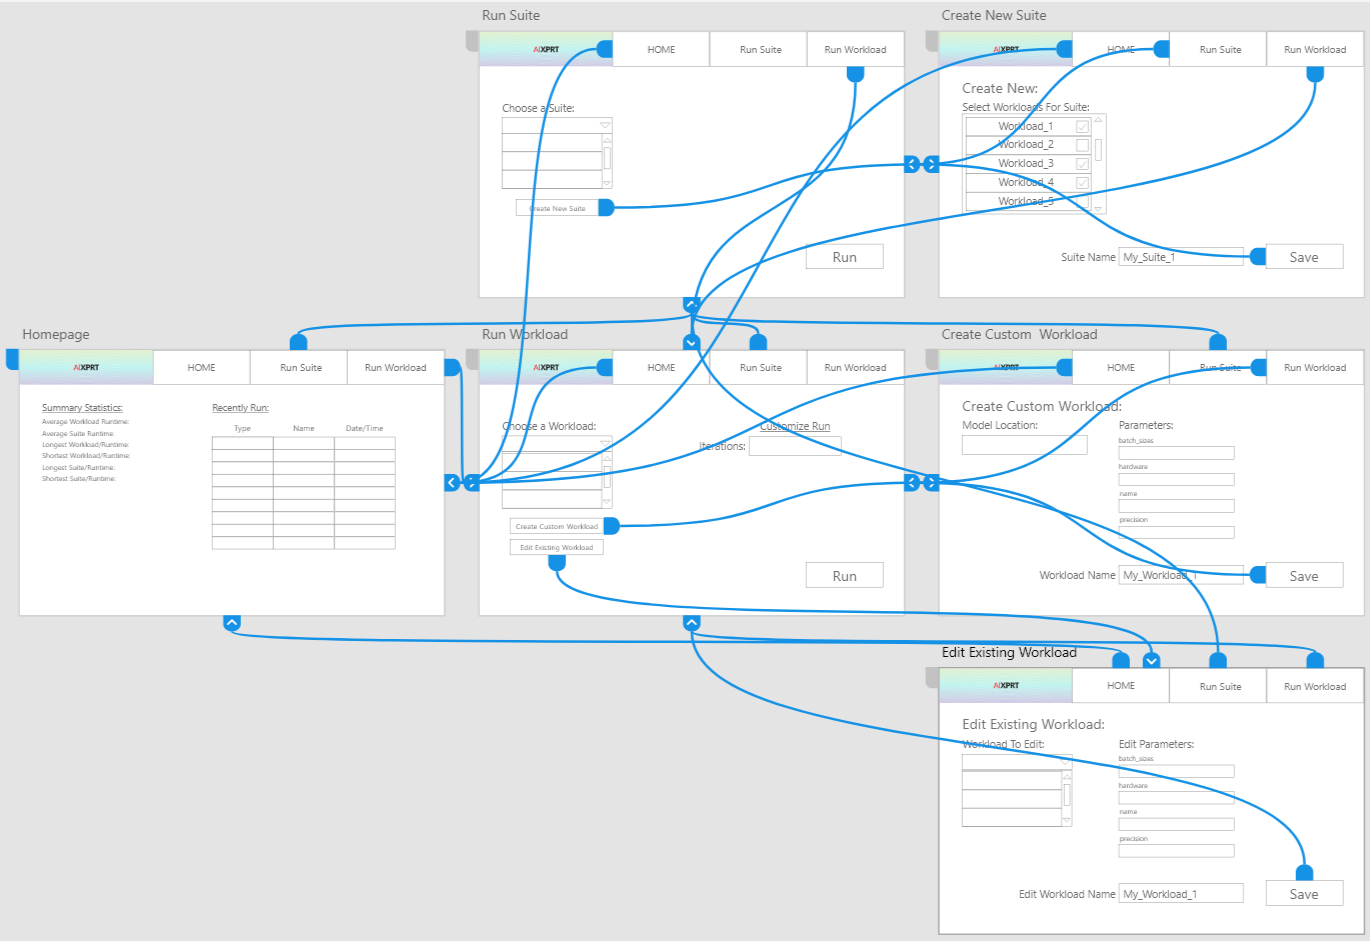 Run Suite
AIXPRT
HOME
Run Suite
Run Workload
Choose a Suite:
Create New Suite
Run
Create New Suite
AIXPRT
HOME
Run Suite
Run Workload
Create New:
Select Workloads For Suite:
Workload_1
Workload_2
Workload_3
Workload_4
Workload_5
Suite Name
My_Suite_1
Save
Homepage
AIXPRT
HOME
Run Suite
Run Workload
Summary Statistics:
Average Workload Runtime:
Average Suite Runtime:
Longest Workload/Runtime:
Shortest Workload/Runtime:
Longest Suite/Runtime:
Shortest Suite/Runtime:
Recently Run:
Type Name Date/Time
Run Workload
AIXPRT
HOME
Run Suite
Run Workload
Choose a Workload:
Customize Run
Iterations:
Create Custom Workload
Edit Existing Workload
Run
Create Custom Workload
AIXPRT
HOME
Run Suite
Run Workload
Create Custom Workload:
Model Location:
Parameters:
batch_sizes
hardware
name
precision
Workload Name
My_Workload_1
Save
Edit Existing Workload
AIXPRT
HOME
Run Suite
Run Workload
Edit Existing Workload:
Workload To Edit:
Edit Parameters:
batch_sizes
hardware
name
precision
Edit Workload Name
My_Workload_1
Save